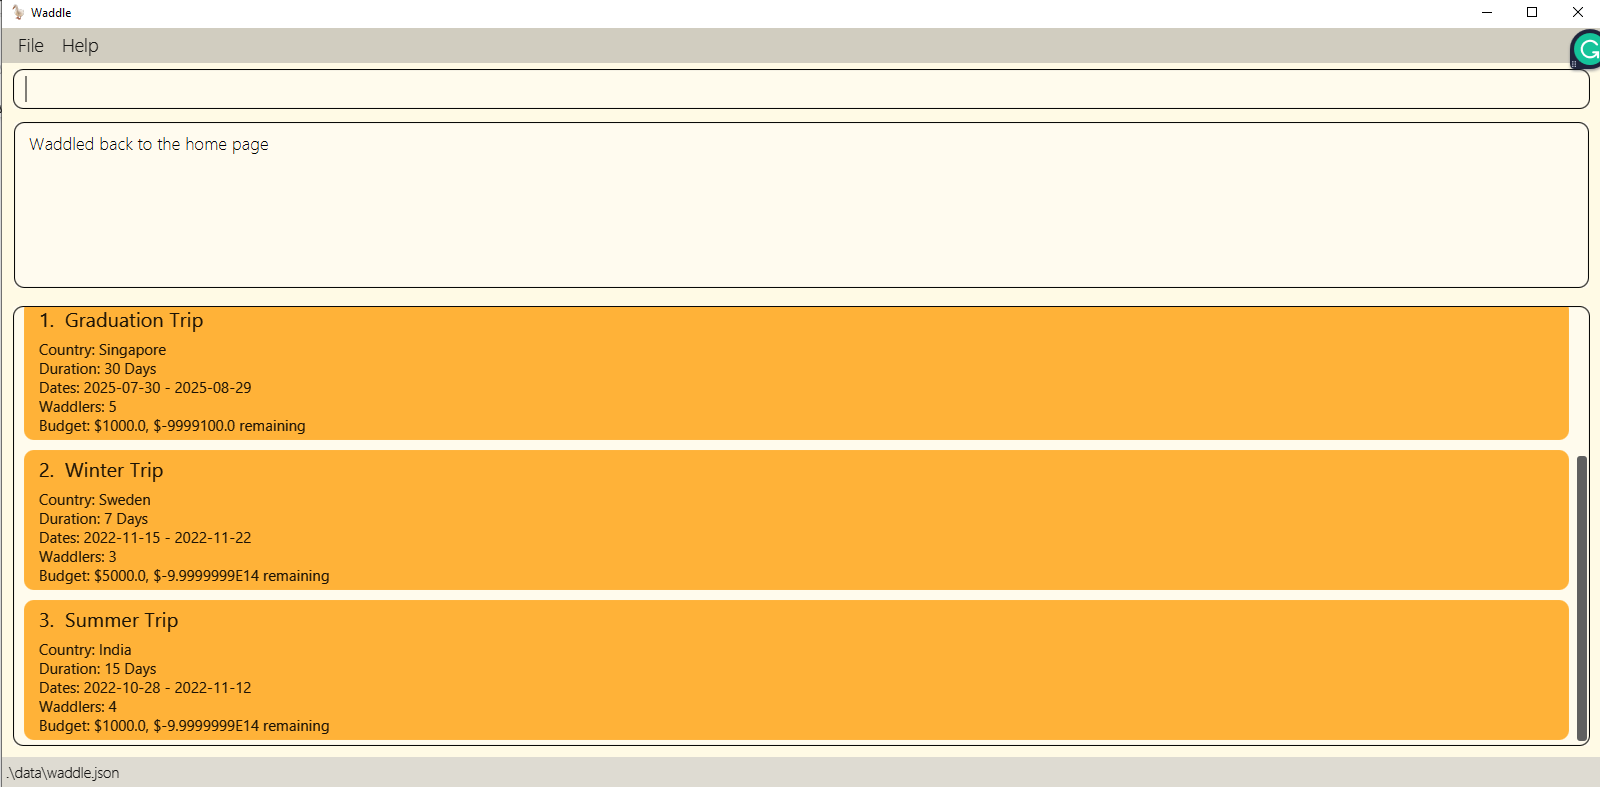 Waddle
File Help
Waddled back to the home page
1. Graduation Trip
Country: Singapore
Duration: 30 Days
Dates: 2025-07-30 - 2025-08-29
Waddlers: 5
Budget: $1000.0, $-9999100.0 remaining
2. Winter Trip
Country: Sweden
Duration: 7 Days
Dates: 2022-11-15 - 2022-11-22
Waddlers: 3
Budget: $5000.0, $-9.9999999E14 remaining
3. Summer Trip
Country: India
Duration: 15 Days
Dates: 2022-10-28 - 2022-11-12
Waddlers: 4
Budget: $1000.0, $-9.9999999E14 remaining
.\data\waddle.json